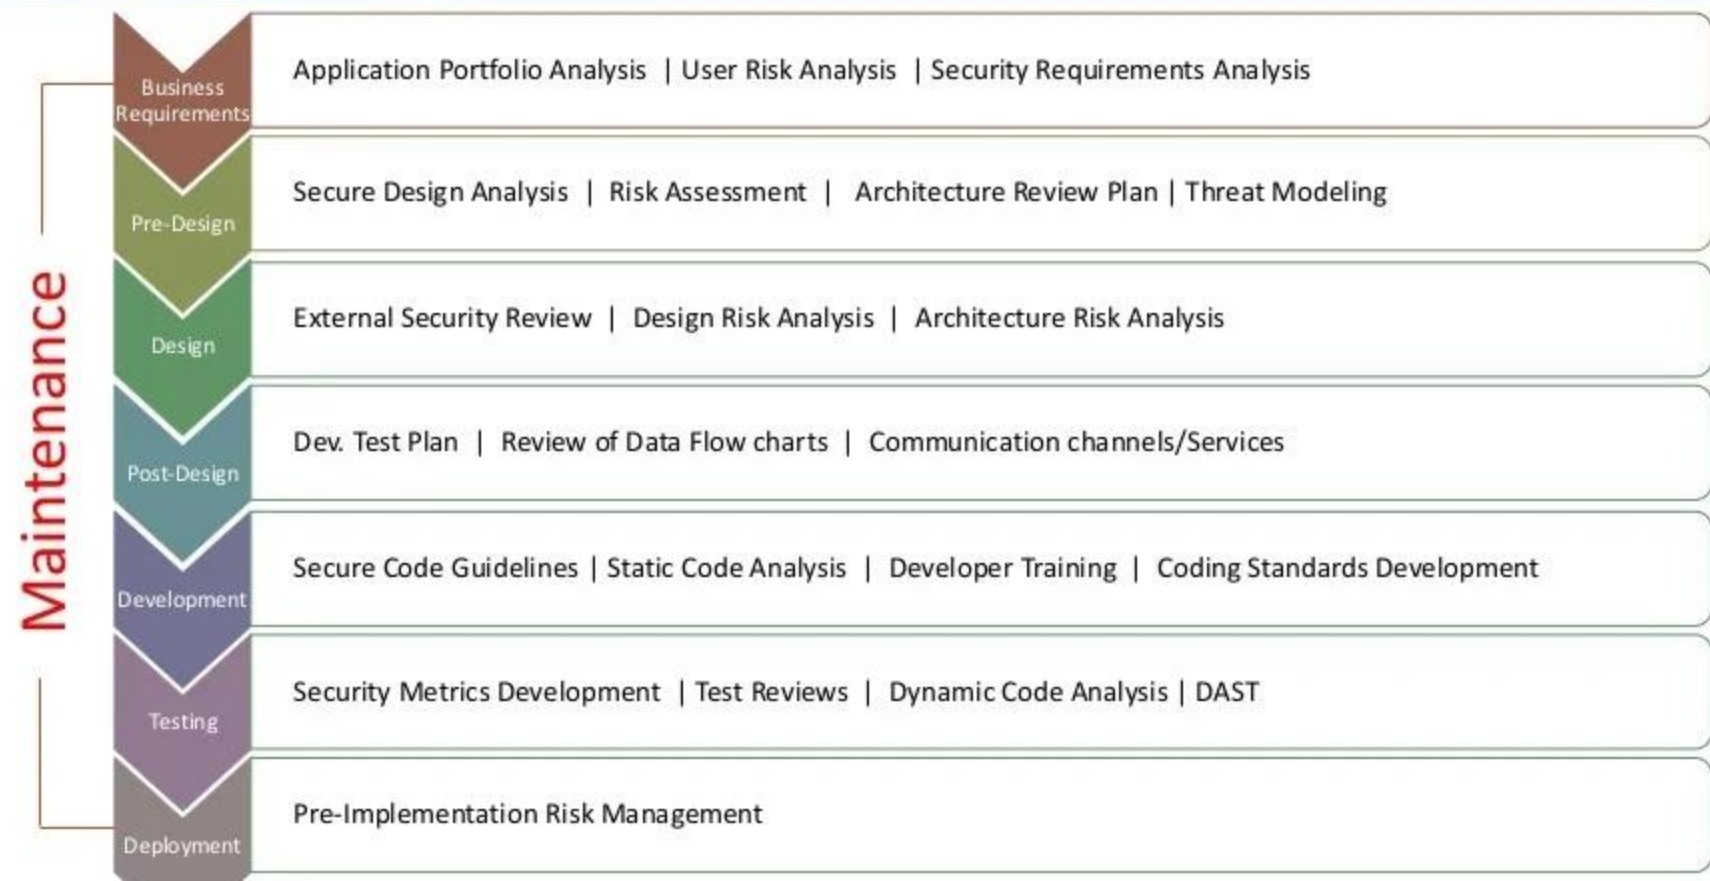 Maintenance
Business
Requirements
Application Portfolio Analysis | User Risk Analysis | Security Requirements Analysis
Pre-Design
Secure Design Analysis | Risk Assessment | Architecture Review Plan | Threat Modeling
Design
External Security Review | Design Risk Analysis | Architecture Risk Analysis
Post-Design
Dev. Test Plan | Review of Data Flow charts | Communication channels/Services
Development
Secure Code Guidelines | Static Code Analysis | Developer Training | Coding Standards Development
Testing
Security Metrics Development | Test Reviews | Dynamic Code Analysis | DAST
Deployment
Pre-Implementation Risk Management